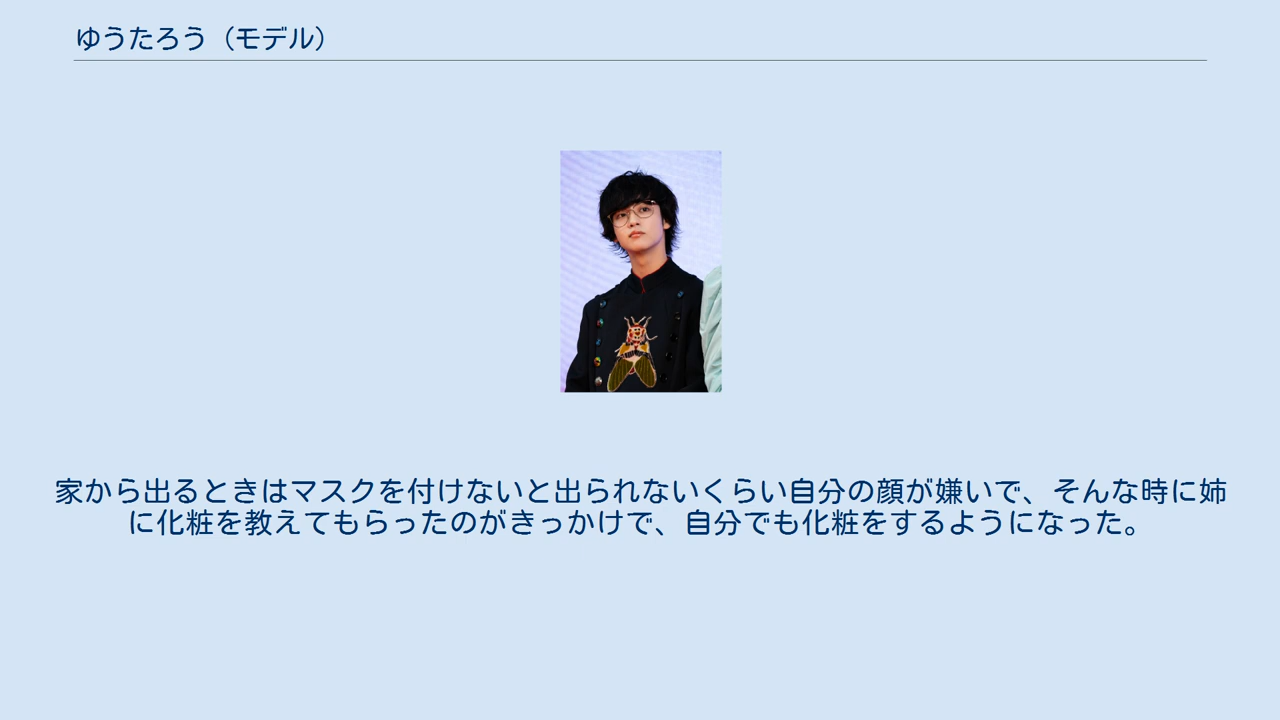 ゆうたろう（モデル）
家から出るときはマスクを付けないと出られないくらい自分の顔が嫌いで、そんな時に姉
に化粧を教えてもらったのがきっかけで、自分でも化粧をするようになった。